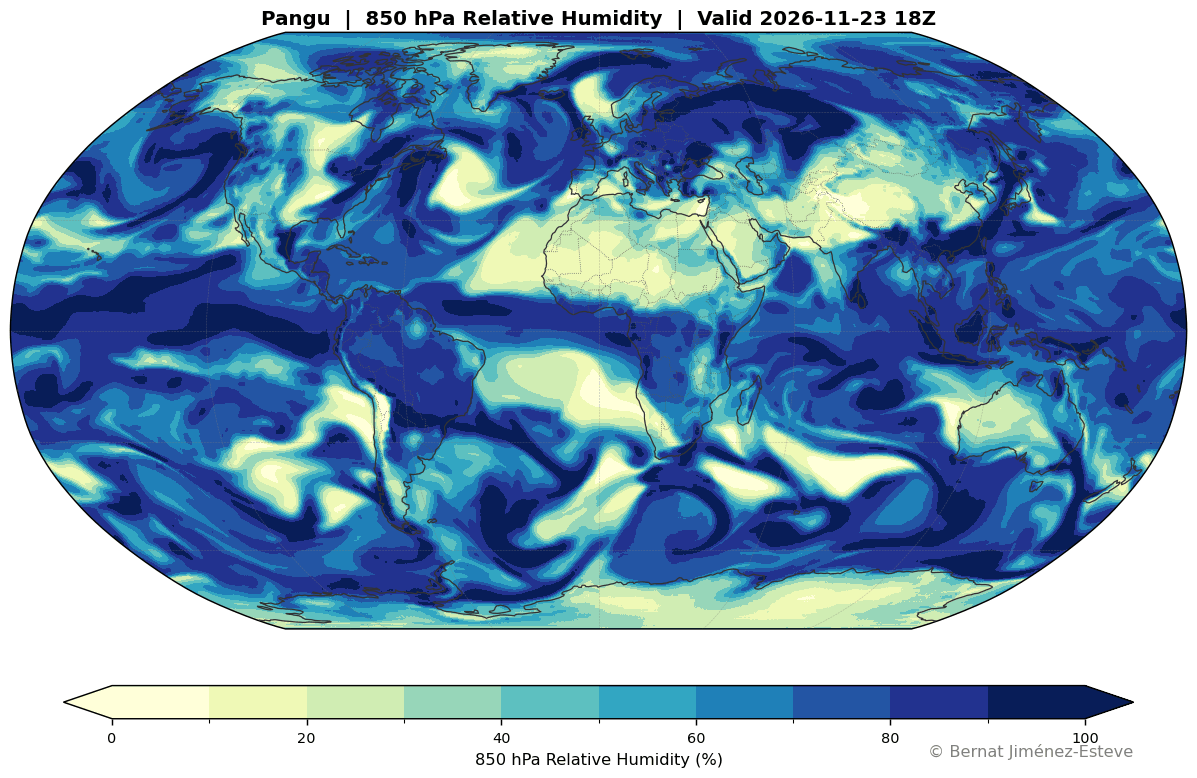 Pangu | 850 hPa Relative Humidity | Valid 2026-11-23 18Z
0 20 40 60 80 100
850 hPa Relative Humidity (%)
© Bernat Jiménez-Esteve